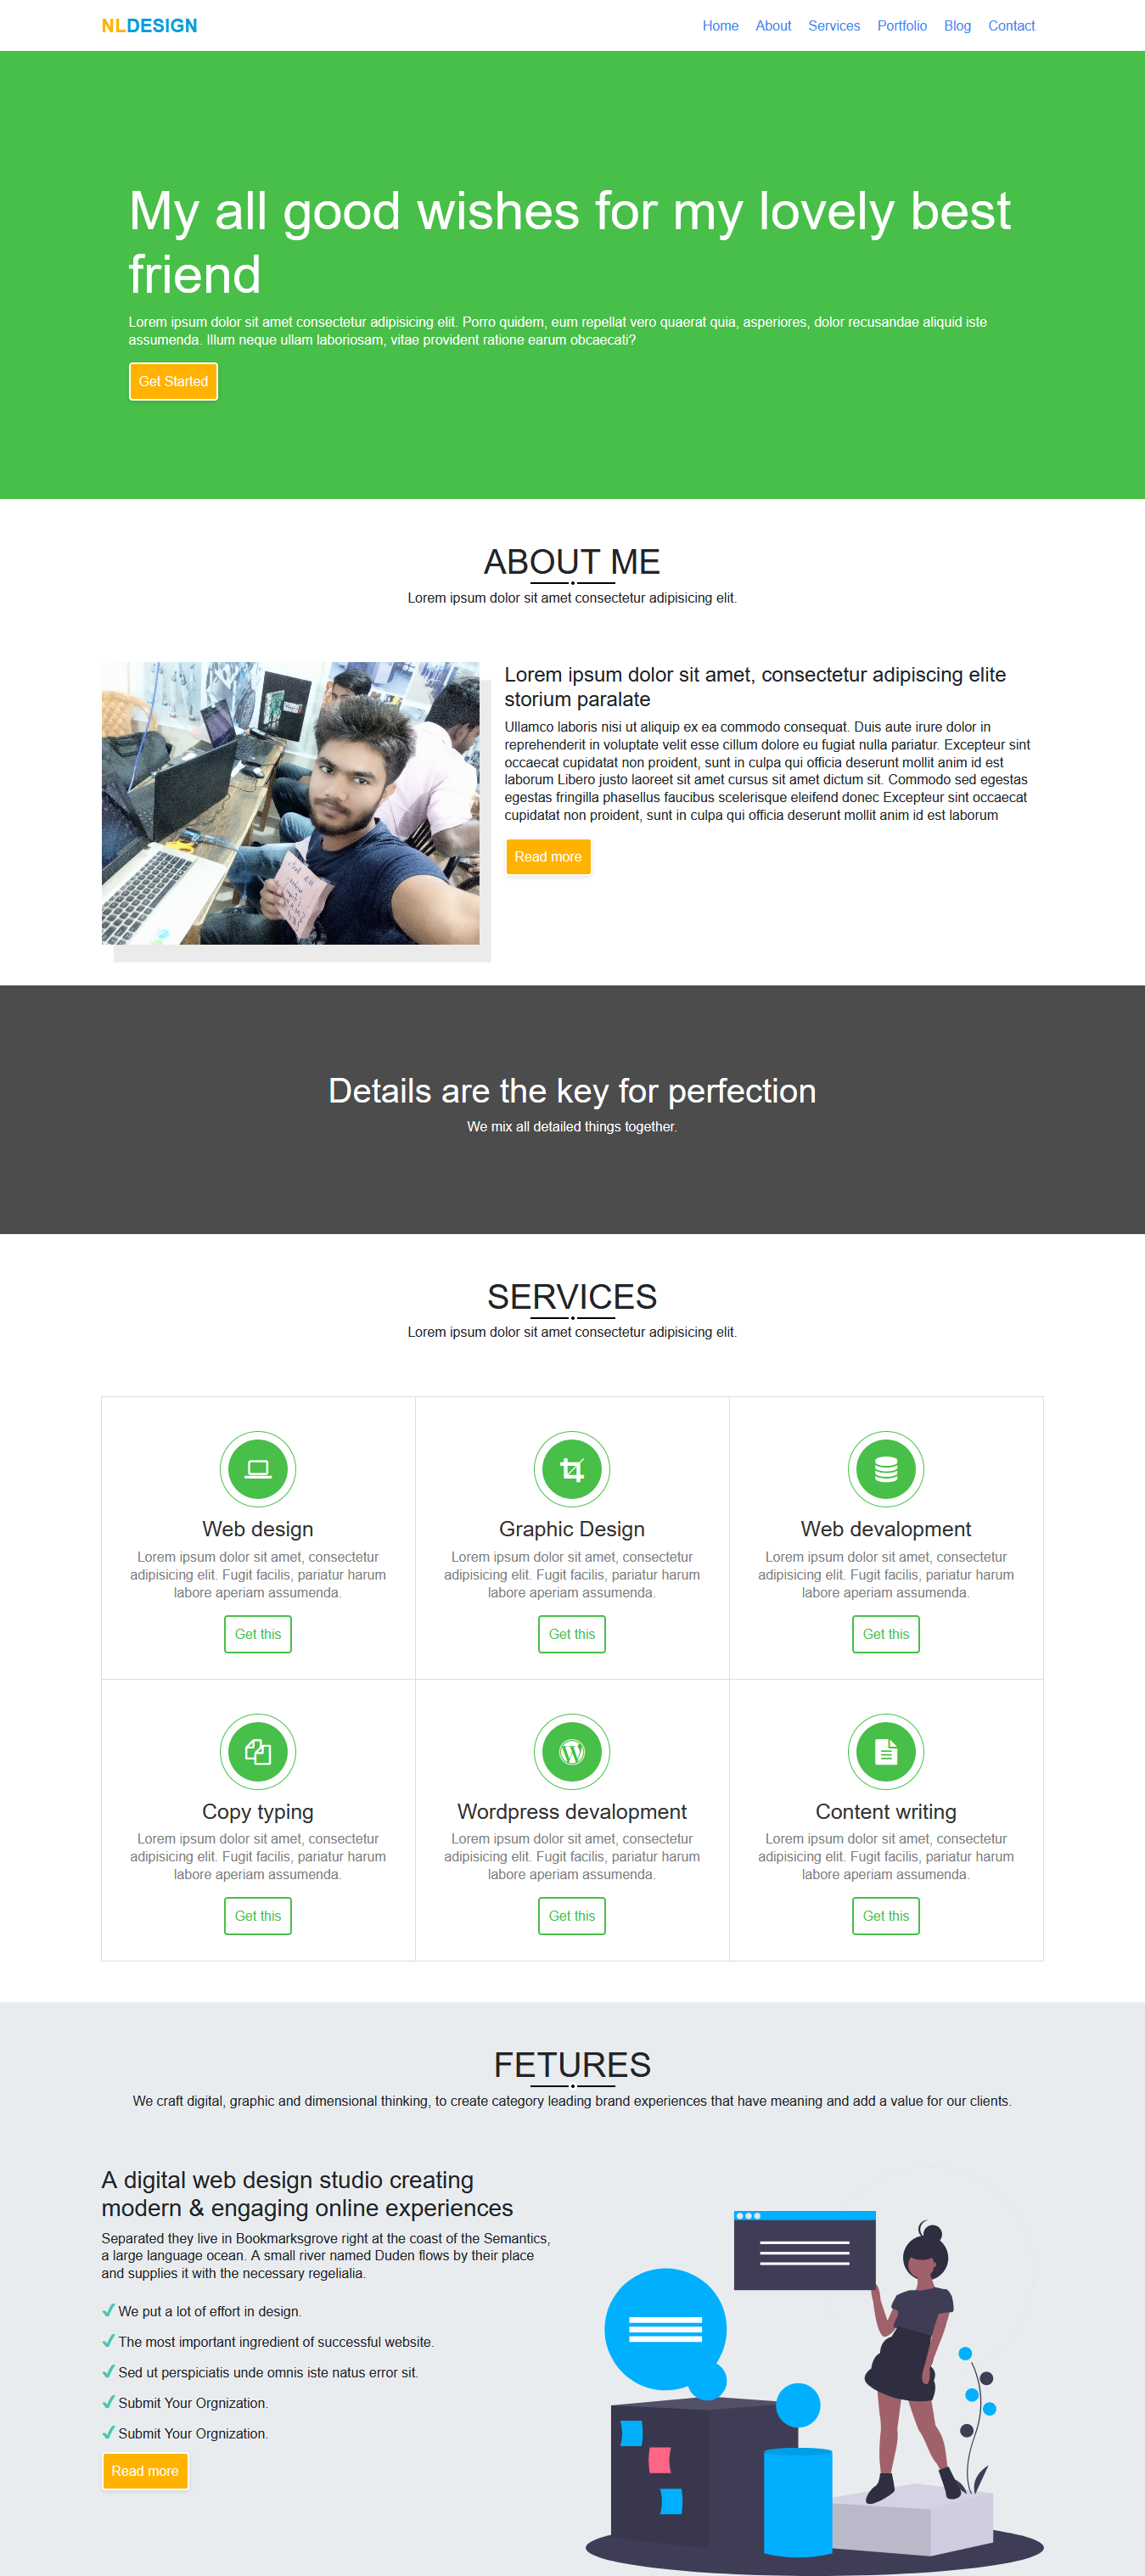 NLDESIGN
Home About Services Portfolio Blog Contact
My all good wishes for my lovely best
friend
Lorem ipsum dolor sit amet consectetur adipisicing elit. Porro quidem, eum repellat vero quaerat quia, asperiores, dolor recusandae aliquid iste
assumenda. Illum neque ullam laboriosam, vitae provident ratione earum obcaecati?
Get Started
ABOUT ME
Lorem ipsum dolor sit amet consectetur adipisicing elit.
Lorem ipsum dolor sit amet, consectetur adipiscing elite
storium paralate
Ullamco laboris nisi ut aliquip ex ea commodo consequat. Duis aute irure dolor in
reprehenderit in voluptate velit esse cillum dolore eu fugiat nulla pariatur. Excepteur sint
occaecat cupidatat non proident, sunt in culpa qui officia deserunt mollit anim id est
laborum Libero justo laoreet sit amet cursus sit amet dictum sit. Commodo sed egestas
egestas fringilla phasellus faucibus scelerisque eleifend donec Excepteur sint occaecat
cupidatat non proident, sunt in culpa qui officia deserunt mollit anim id est laborum
Read more
Details are the key for perfection
We mix all detailed things together.
SERVICES
Lorem ipsum dolor sit amet consectetur adipisicing elit.
Web design
Lorem ipsum dolor sit amet, consectetur
adipisicing elit. Fugit facilis, pariatur harum
labore aperiam assumenda.
Get this
Graphic Design
Lorem ipsum dolor sit amet, consectetur
adipisicing elit. Fugit facilis, pariatur harum
labore aperiam assumenda.
Get this
Web devalopment
Lorem ipsum dolor sit amet, consectetur
adipisicing elit. Fugit facilis, pariatur harum
labore aperiam assumenda.
Get this
Copy typing
Lorem ipsum dolor sit amet, consectetur
adipisicing elit. Fugit facilis, pariatur harum
labore aperiam assumenda.
Get this
Wordpress devalopment
Lorem ipsum dolor sit amet, consectetur
adipisicing elit. Fugit facilis, pariatur harum
labore aperiam assumenda.
Get this
Content writing
Lorem ipsum dolor sit amet, consectetur
adipisicing elit. Fugit facilis, pariatur harum
labore aperiam assumenda.
Get this
FETURES
We craft digital, graphic and dimensional thinking, to create category leading brand experiences that have meaning and add a value for our clients.
A digital web design studio creating
modern & engaging online experiences
Separated they live in Bookmarksgrove right at the coast of the Semantics,
a large language ocean. A small river named Duden flows by their place
and supplies it with the necessary regelialia.
We put a lot of effort in design.
The most important ingredient of successful website.
Sed ut perspiciatis unde omnis iste natus error sit.
Submit Your Orgnization.
Submit Your Orgnization.
Read more